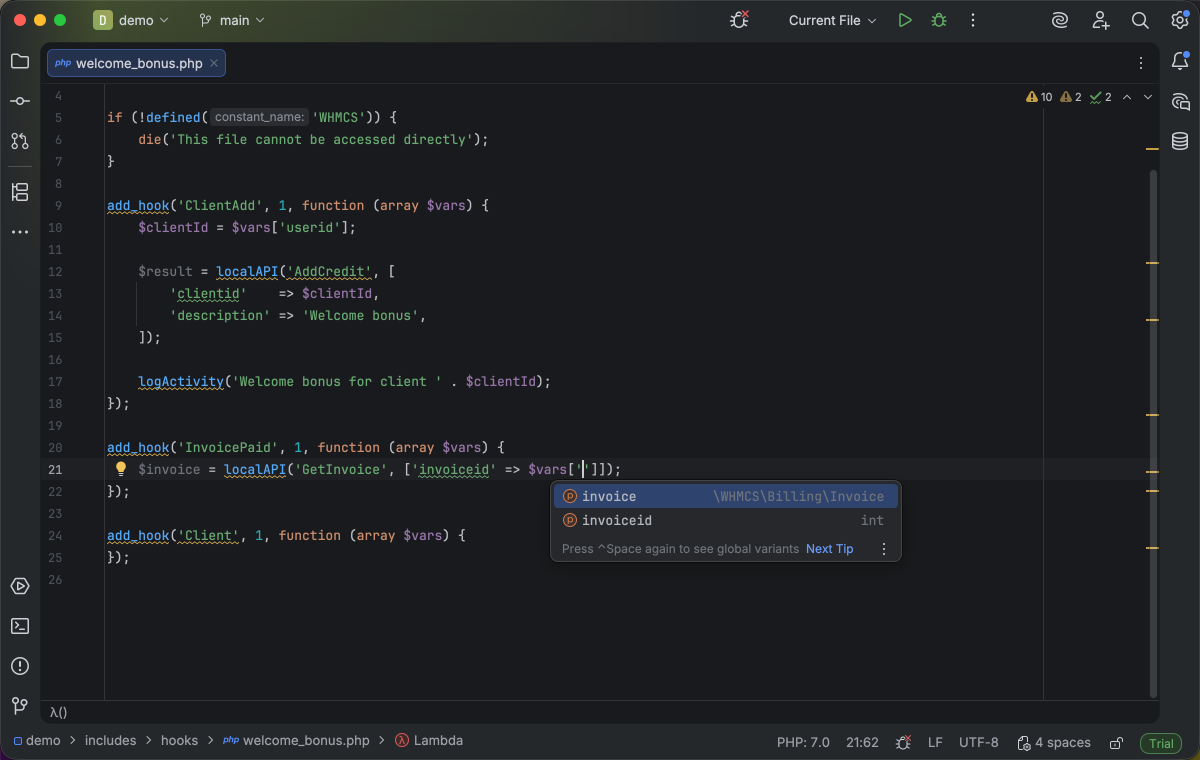 D demo main Current File
php welcome_bonus.php
10 2 2
4
5 if (!defined( constant_name: 'WHMCS')) {
6 die('This file cannot be accessed directly');
7 }
8
9 add_hook('ClientAdd', 1, function (array $vars) {
10 $clientId = $vars['userid'];
11
12 $result = localAPI('AddCredit', [
13 'clientid' => $clientId,
14 'description' => 'Welcome bonus',
15 ]);
16
17 logActivity('Welcome bonus for client ' . $clientId);
18 });
19
20 add_hook('InvoicePaid', 1, function (array $vars) {
21 $invoice = localAPI('GetInvoice', ['invoiceid' => $vars['']]);
22 });
p invoice \WHMCS\Billing\Invoice
23
p invoiceid int
24 add_hook('Client', 1, function (array $vars) {
Press ^Space again to see global variants Next Tip
25 });
26
λ()
demo > includes > hooks > php welcome_bonus.php > λ Lambda PHP: 7.0 21:62 LF UTF-8 4 spaces Trial